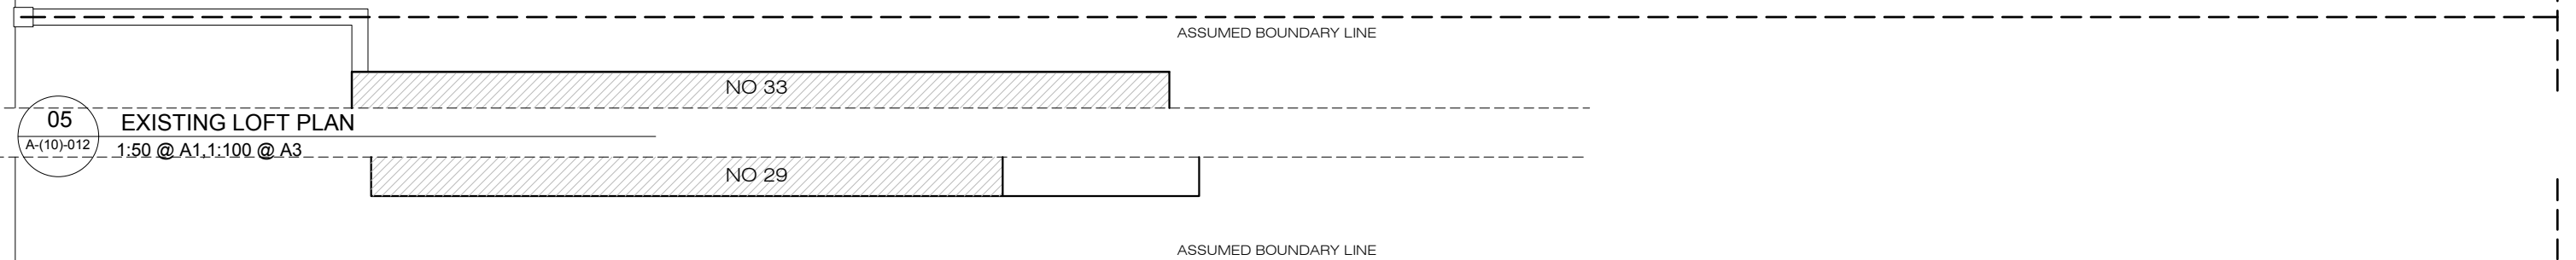 ASSUMED BOUNDARY LINE
NO 33
05
A-(10)-012
EXISTING LOFT PLAN
1:50 @ A1,1:100 @ A3
NO 29
ASSUMED BOUNDARY LINE